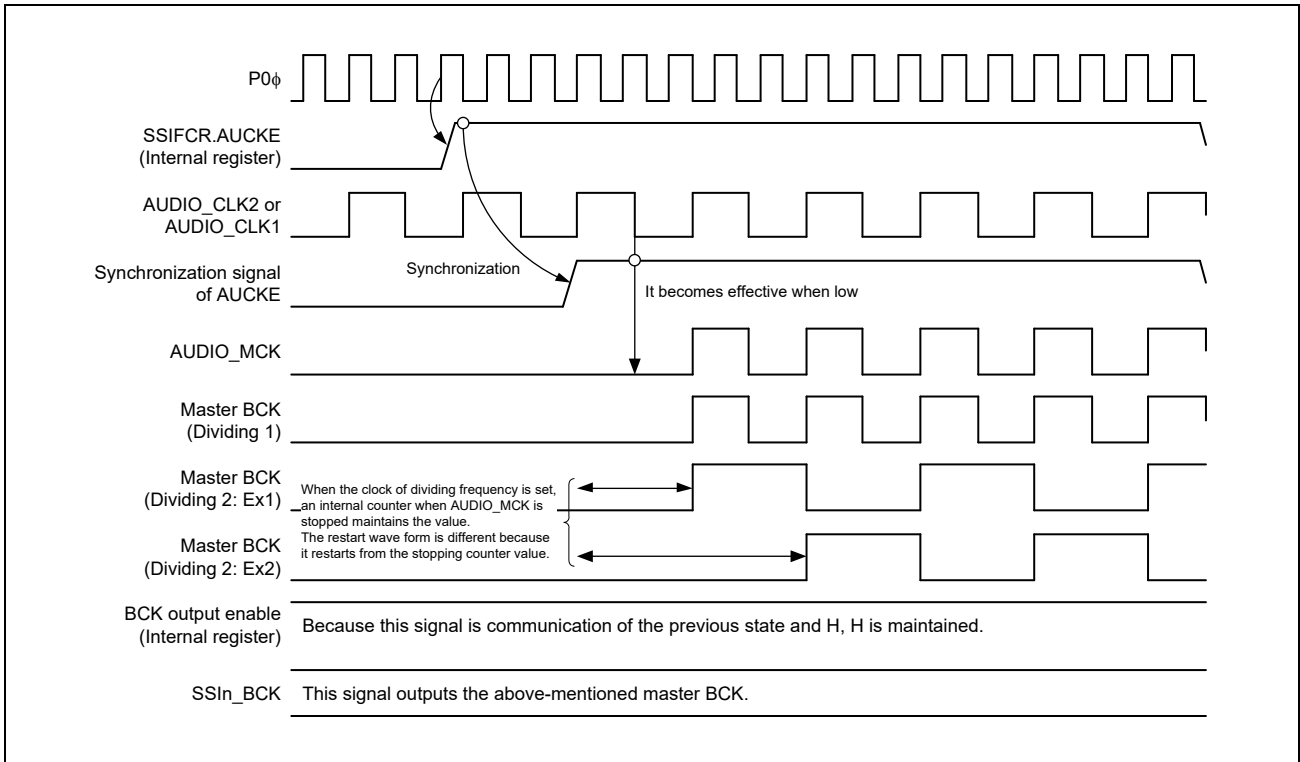 P0ϕ
SSIFCR.AUCKE
(Internal register)
AUDIO_CLK2 or
AUDIO_CLK1
Synchronization signal
of AUCKE
Synchronization
It becomes effective when low
AUDIO_MCK
Master BCK
(Dividing 1)
Master BCK
(Dividing 2: Ex1)
When the clock of dividing frequency is set,
an internal counter when AUDIO_MCK is
stopped maintains the value.
The restart wave form is different because
it restarts from the stopping counter value.
Master BCK
(Dividing 2: Ex2)
BCK output enable
(Internal register)
Because this signal is communication of the previous state and H, H is maintained.
SSIn_BCK
This signal outputs the above-mentioned master BCK.